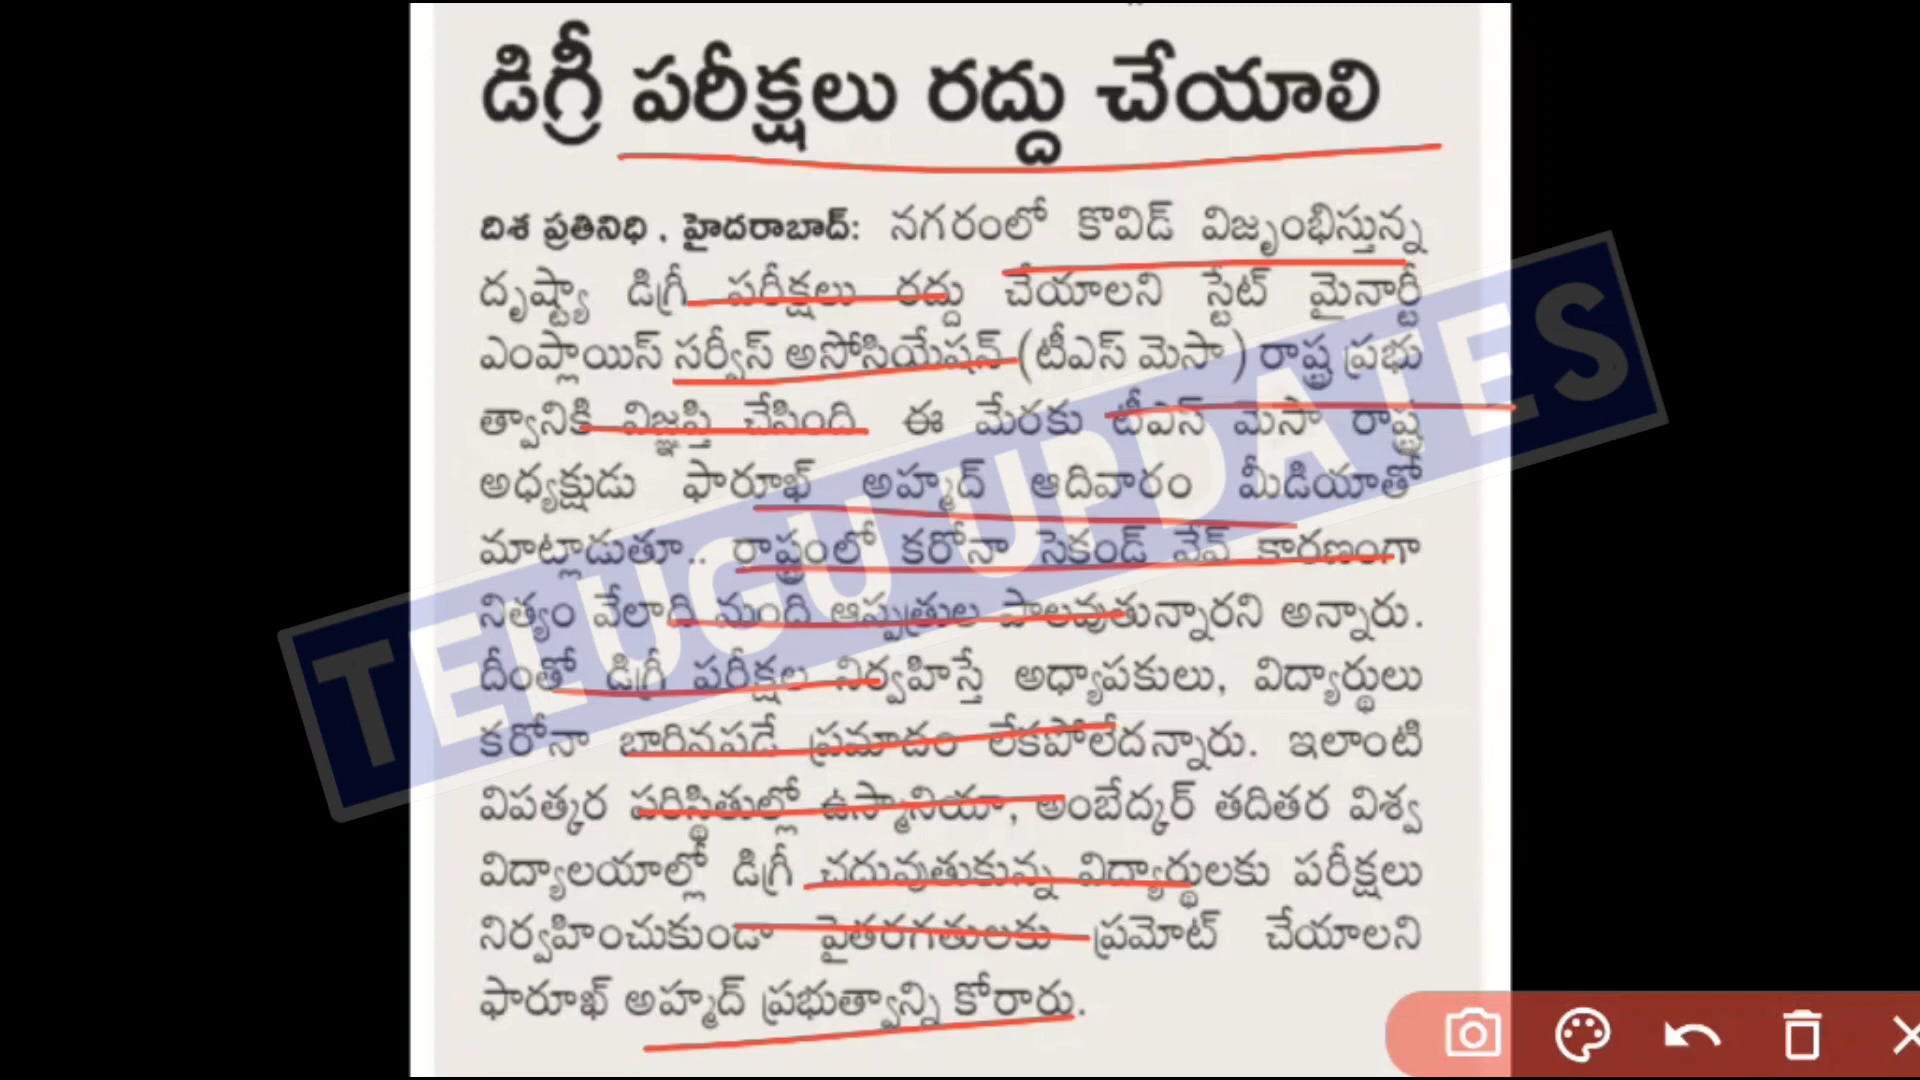 డిగ్రీ పరీక్షలు రద్దు చేయాలి
దిశ ప్రతినిధి , హైదరాబాద్: నగరంలో కొవిడ్ విజృంభిస్తున్న
దృష్ట్యా డిగ్రీ పరీక్షలు రద్దు చేయాలని స్టేట్ మైనార్టీ
ఎంప్లాయిస్ సర్వీస్ అసోసియేషన్ (టీఎస్ మెసా ) రాష్ట్ర ప్రభు
త్వానికి విజ్ఞప్తి చేసింది. ఈ మేరకు టీఎస్ మెసా రాష్ట్ర
అధ్యక్షుడు ఫారూఖ్ అహ్మద్ ఆదివారం మీడియాతో
మాట్లాడుతూ.. రాష్ట్రంలో కరోనా సెకండ్ వేవ్ కారణంగా
నిత్యం వేలాది మంది ఆస్పత్రుల పాలవుతున్నారని అన్నారు.
దీంతో డిగ్రీ పరీక్షల నిర్వహిస్తే అధ్యాపకులు, విద్యార్థులు
కరోనా బారినపడే ప్రమాదం లేకపోలేదన్నారు. ఇలాంటి
విపత్కర పరిస్థితుల్లో ఉస్మానియా, అంబేద్కర్ తదితర విశ్వ
విద్యాలయాల్లో డిగ్రీ చదువుతుకున్న విద్యార్థులకు పరీక్షలు
నిర్వహించుకుండా పైతరగతులకు ప్రమోట్ చేయాలని
ఫారూఖ్ అహ్మద్ ప్రభుత్వాన్ని కోరారు.
TELUGU UPDATES